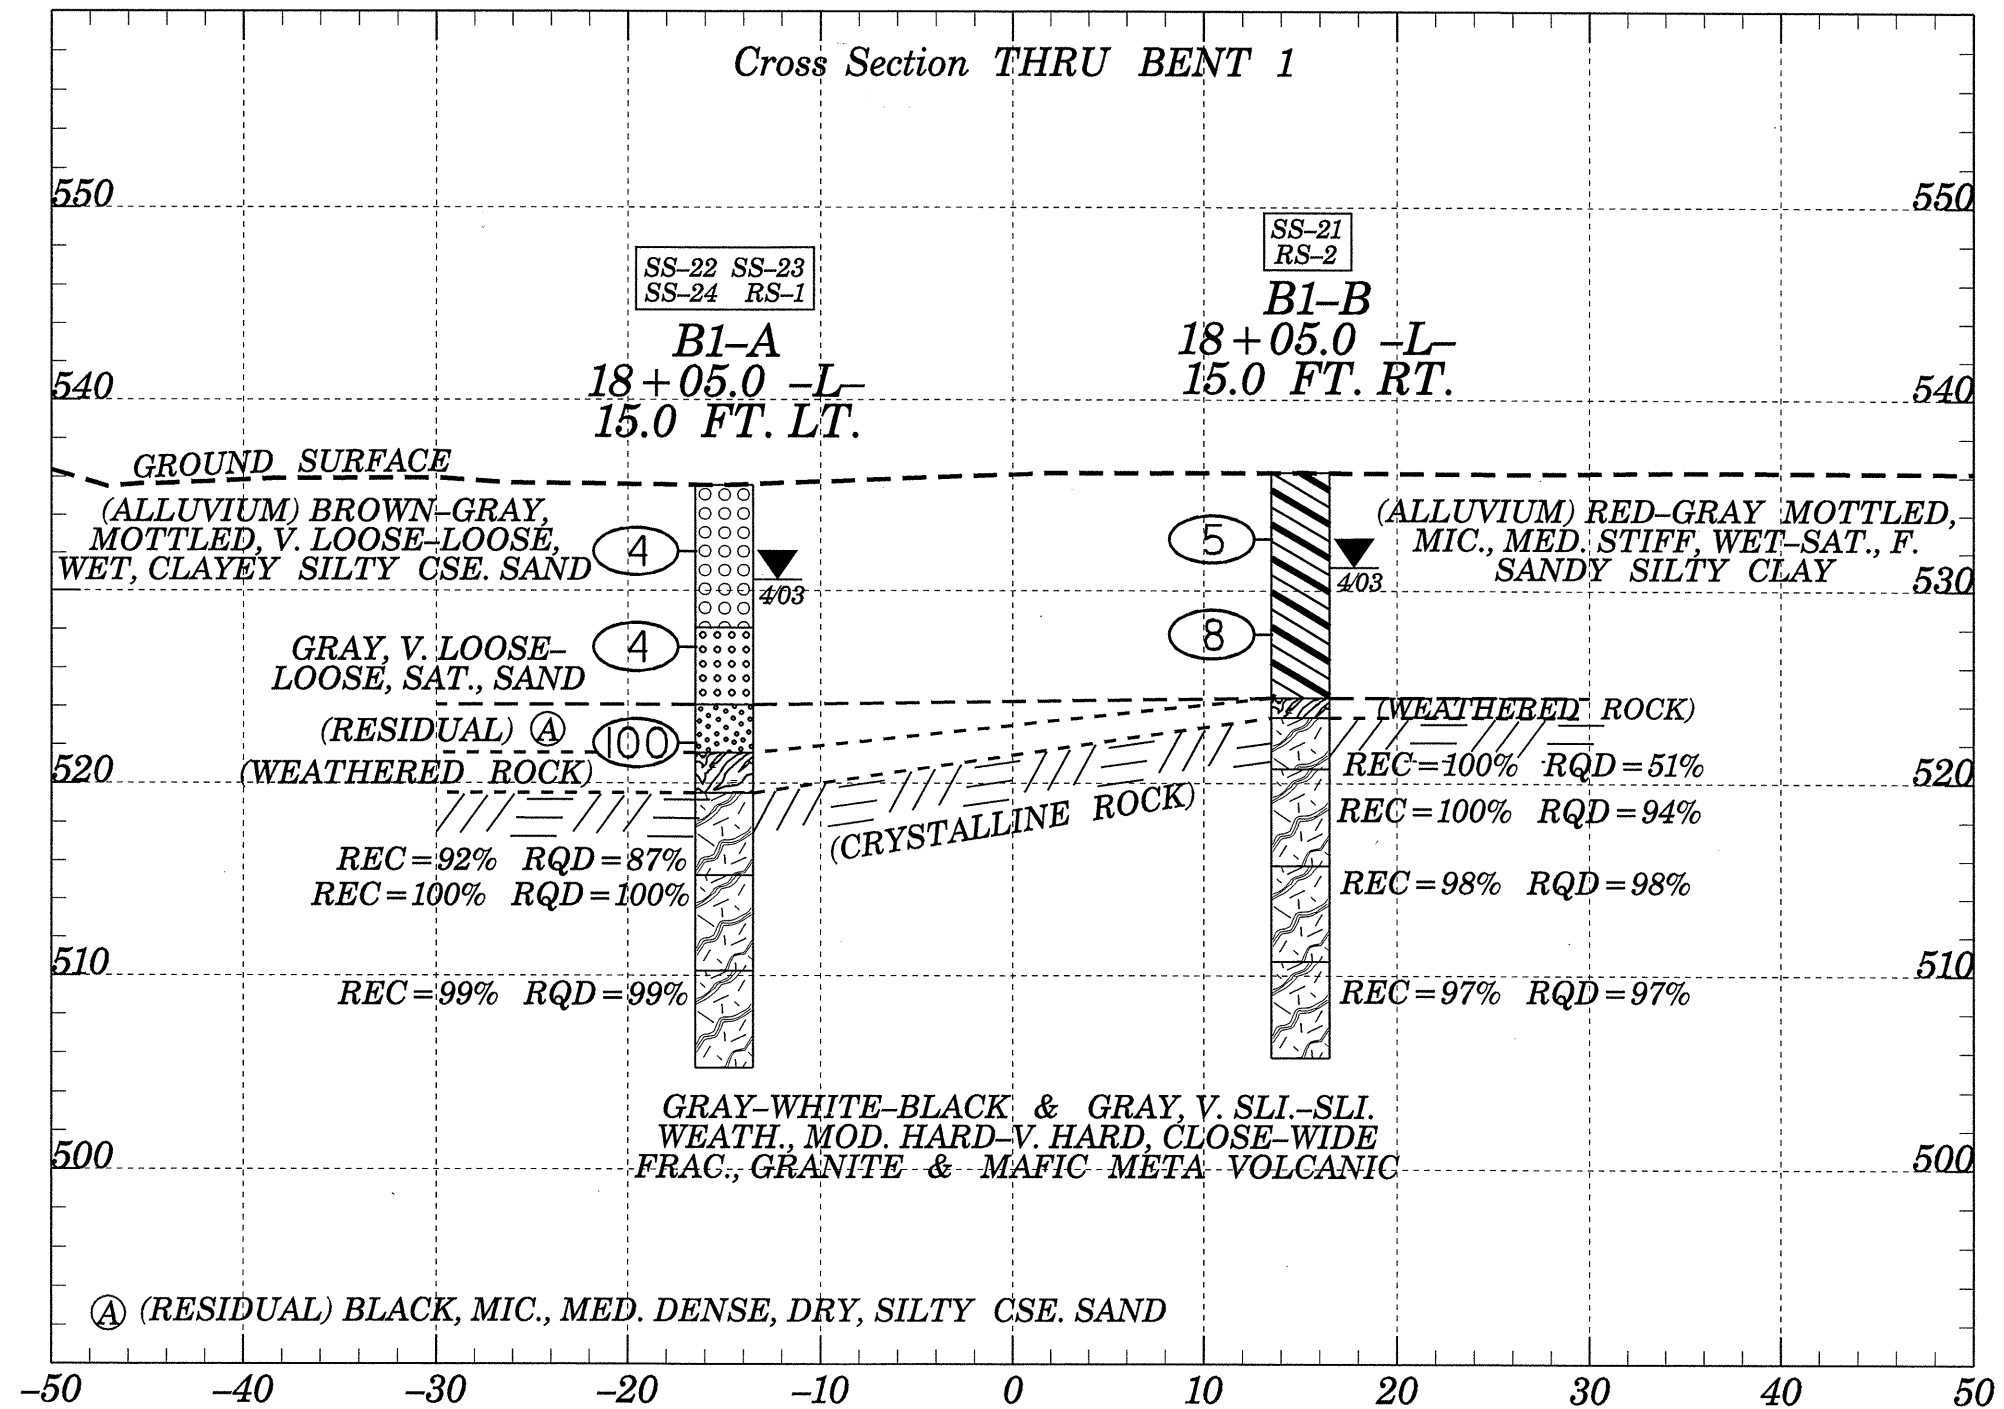 Cross Section THRU BENT 1
550
550
SS–21
RS–2
B1–B
18+05.0 –L–
15.0 FT. RT.
SS–22 SS–23
SS–24 RS–1
B1–A
18+05.0 –L–
15.0 FT. LT.
540
540
GROUND SURFACE
(ALLUVIUM) BROWN–GRAY,
MOTTLED, V. LOOSE–LOOSE,
WET, CLAYEY SILTY CSE. SAND
4
4/03
5
4/03
(ALLUVIUM) RED–GRAY MOTTLED,
MIC., MED. STIFF, WET–SAT., F.
SANDY SILTY CLAY
530
GRAY, V. LOOSE–
LOOSE, SAT., SAND
4
8
(RESIDUAL) A
100
(WEATHERED ROCK)
(WEATHERED ROCK)
520
520
REC=100% RQD=51%
REC=100% RQD=94%
(CRYSTALLINE ROCK)
REC=92% RQD=87%
REC=100% RQD=100%
REC=98% RQD=98%
510
510
REC=99% RQD=99%
REC=97% RQD=97%
GRAY–WHITE–BLACK & GRAY, V. SLI.–SLI.
WEATH., MOD. HARD–V. HARD, CLOSE–WIDE
FRAC., GRANITE & MAFIC META VOLCANIC
500
500
A (RESIDUAL) BLACK, MIC., MED. DENSE, DRY, SILTY CSE. SAND
–50 –40 –30 –20 –10 0 10 20 30 40 50